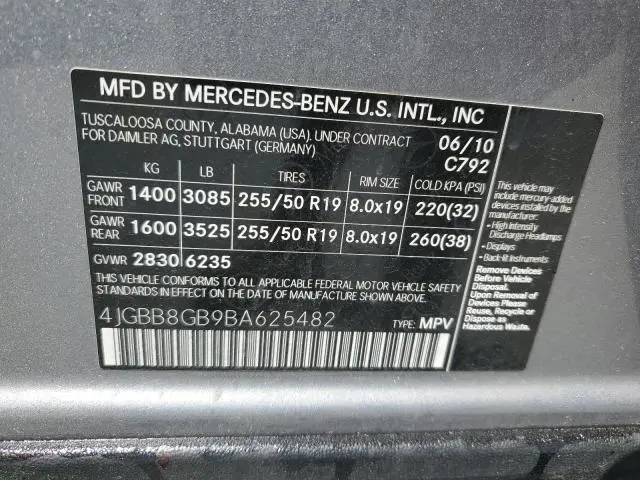 MFD BY MERCEDES-BENZ U.S. INTL., INC
TUSCALOOSA COUNTY, ALABAMA (USA), UNDER CONTRACT
FOR DAIMLER AG, STUTTGART (GERMANY)
06/10
C792
KG LB TIRES RIM SIZE COLD KPA (PSI)
GAWR FRONT 1400 3085 255/50 R19 8.0x19 220(32)
GAWR REAR 1600 3525 255/50 R19 8.0x19 260(38)
GVWR 2830 6235
THIS VEHICLE CONFORMS TO ALL APPLICABLE FEDERAL MOTOR VEHICLE SAFETY
STANDARDS IN EFFECT ON THE DATE OF MANUFACTURE SHOWN ABOVE.
4JGBB8GB9BA625482
TYPE: MPV
This vehicle may
include mercury-added
devices installed by the
manufacturer:
• High Intensity
Discharge Headlamps
• Displays
• Back-lit Instruments
Remove Devices
Before Vehicle
Disposal.
Upon Removal of
Devices Please
Reuse, Recycle or
Dispose as
Hazardous Waste.